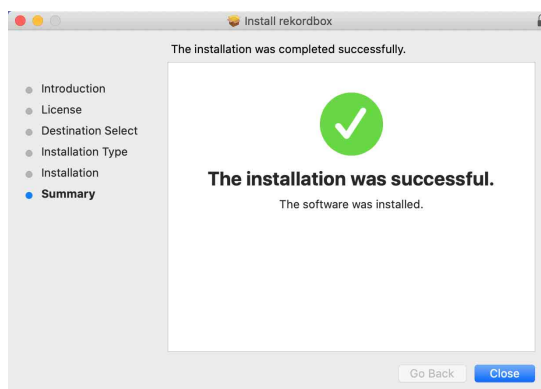 Install rekordbox
The installation was completed successfully.
Introduction
License
Destination Select
Installation Type
Installation
Summary
The installation was successful.
The software was installed.
Go Back
Close